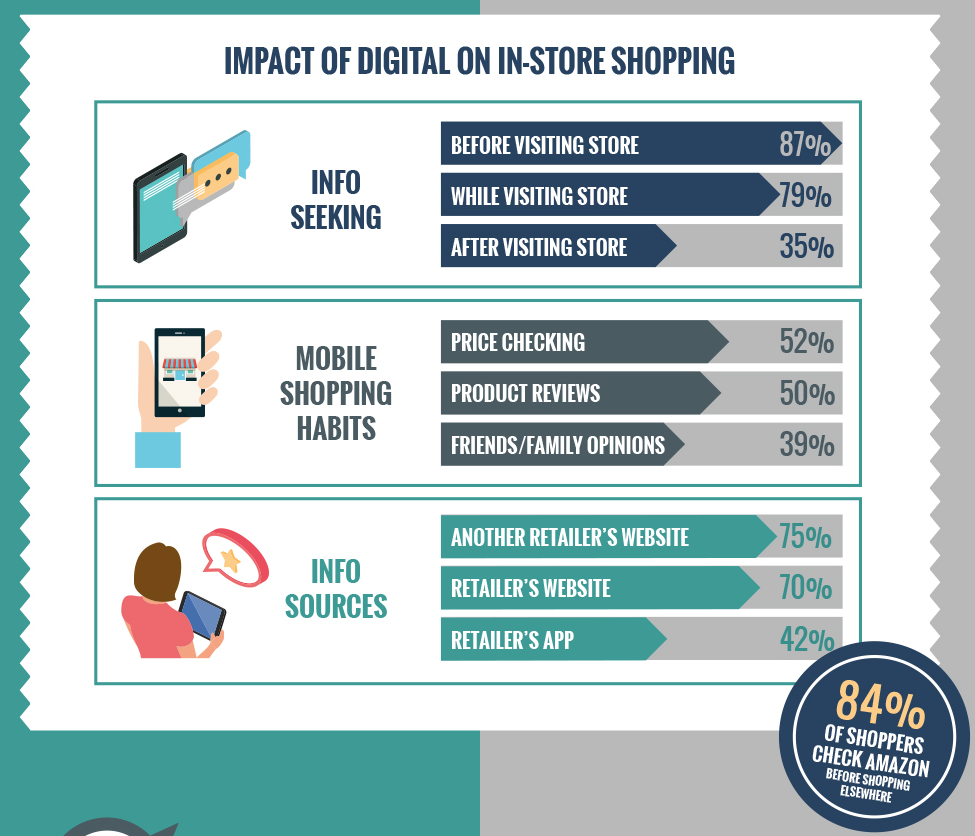 IMPACT OF DIGITAL ON IN-STORE SHOPPING
INFO
SEEKING
BEFORE VISITING STORE 87%
WHILE VISITING STORE 79%
AFTER VISITING STORE 35%
MOBILE
SHOPPING
HABITS
PRICE CHECKING 52%
PRODUCT REVIEWS 50%
FRIENDS/FAMILY OPINIONS 39%
INFO
SOURCES
ANOTHER RETAILER'S WEBSITE 75%
RETAILER'S WEBSITE 70%
RETAILER'S APP 42%
84%
OF SHOPPERS
CHECK AMAZON
BEFORE SHOPPING
ELSEWHERE